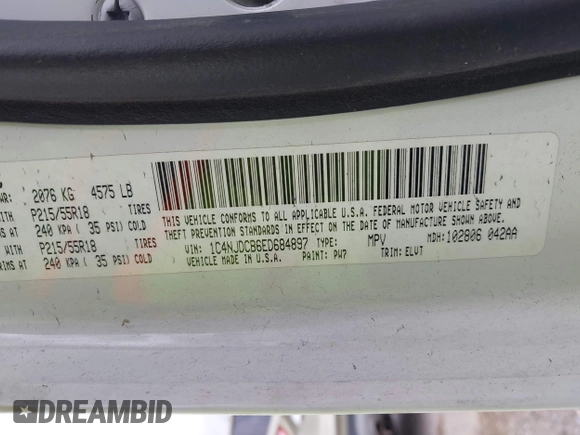 2076 KG 4575 LB
P215/55R18 TIRES
240 KPA ( 35 PSI) COLD
P215/55R18 TIRES
RIMS AT 240 KPA ( 35 PSI) COLD
THIS VEHICLE CONFORMS TO ALL APPLICABLE U.S.A. FEDERAL MOTOR VEHICLE SAFETY AND
THEFT PREVENTION STANDARDS IN EFFECT ON THE DATE OF MANUFACTURE SHOWN ABOVE.
VIN: 1C4NJDCB6ED684897 TYPE: MPV MDH: 102806 042AA
VEHICLE MADE IN U.S.A. PAINT: PW7 TRIM: ELVT
DREAMBID